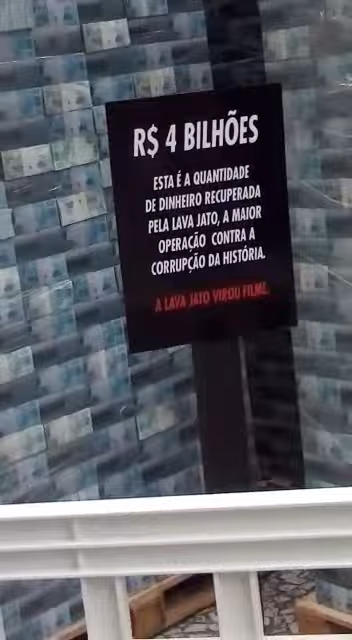 R$ 4 BILHÕES
ESTA É A QUANTIDADE
DE DINHEIRO RECUPERADA
PELA LAVA JATO, A MAIOR
OPERAÇÃO CONTRA A
CORRUPÇÃO DA HISTÓRIA.
A LAVA JATO VIROU FILME.